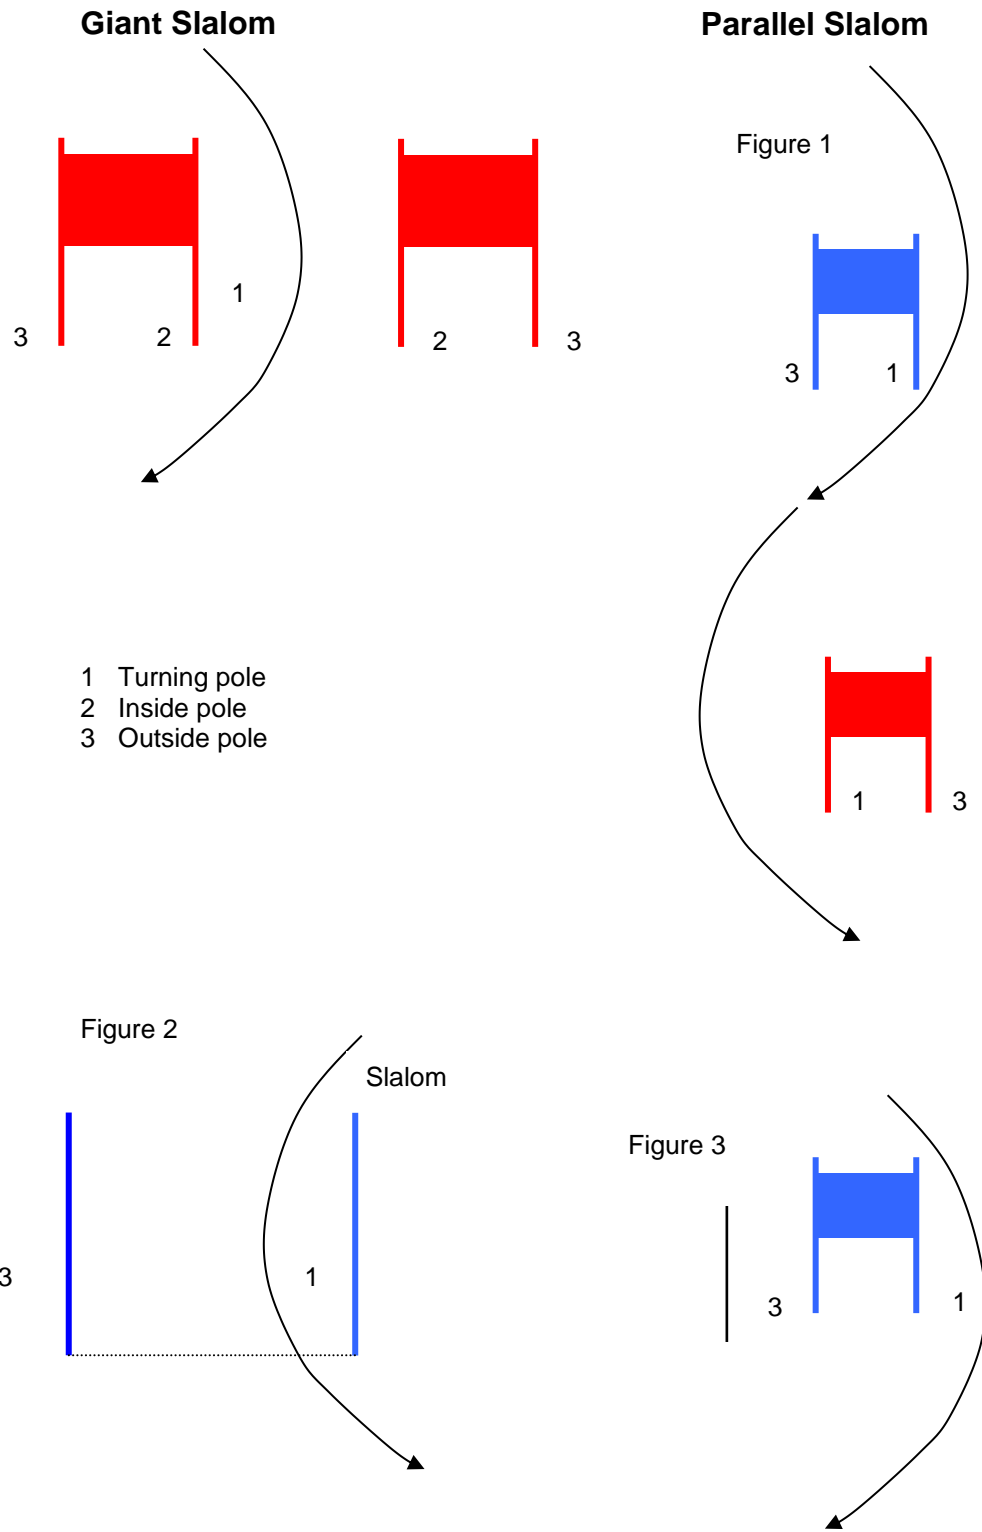 Giant Slalom
Parallel Slalom
Figure 1
1
3 2
2 3
3 1
1 Turning pole
2 Inside pole
3 Outside pole
1 3
Figure 2
Slalom
Figure 3
3 1
3 1